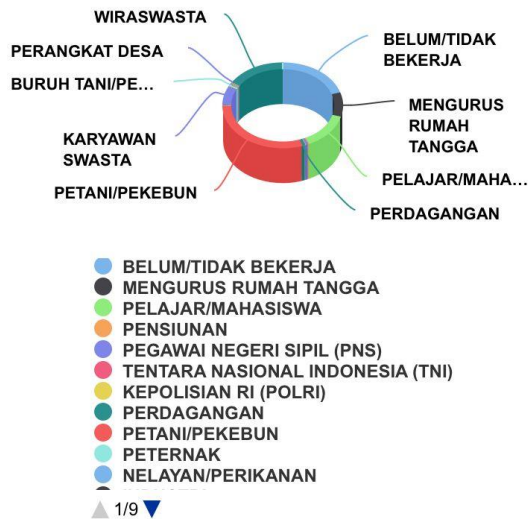 WIRASWASTA
PERANGKAT DESA
BURUH TANI/PE...
KARYAWAN
SWASTA
PETANI/PEKEBUN
BELUM/TIDAK
BEKERJA
MENGURUS
RUMAH
TANGGA
PELAJAR/MAHA...
PERDAGANGAN
BELUM/TIDAK BEKERJA
MENGURUS RUMAH TANGGA
PELAJAR/MAHASISWA
PENSIUNAN
PEGAWAI NEGERI SIPIL (PNS)
TENTARA NASIONAL INDONESIA (TNI)
KEPOLISIAN RI (POLRI)
PERDAGANGAN
PETANI/PEKEBUN
PETERNAK
NELAYAN/PERIKANAN
1/9